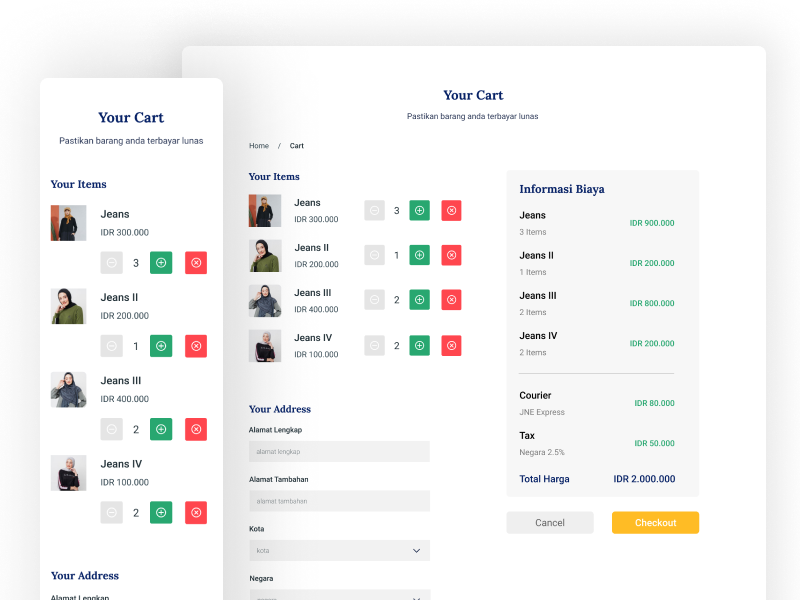 Your Cart
Pastikan barang anda terbayar lunas
Your Items
Jeans
IDR 300.000
3
Jeans II
IDR 200.000
1
Jeans III
IDR 400.000
2
Jeans IV
IDR 100.000
2
Your Address
Alamat Lengkap
Your Cart
Pastikan barang anda terbayar lunas
Home / Cart
Your Items
Jeans
IDR 300.000
3
Jeans II
IDR 200.000
1
Jeans III
IDR 400.000
2
Jeans IV
IDR 100.000
2
Your Address
Alamat Lengkap
alamat lengkap
Alamat Tambahan
alamat tambahan
Kota
kota
Negara
Informasi Biaya
Jeans
3 Items
IDR 900.000
Jeans II
1 Items
IDR 200.000
Jeans III
2 Items
IDR 800.000
Jeans IV
2 Items
IDR 200.000
Courier
JNE Express
IDR 80.000
Tax
Negara 2.5%
IDR 50.000
Total Harga IDR 2.000.000
Cancel
Checkout